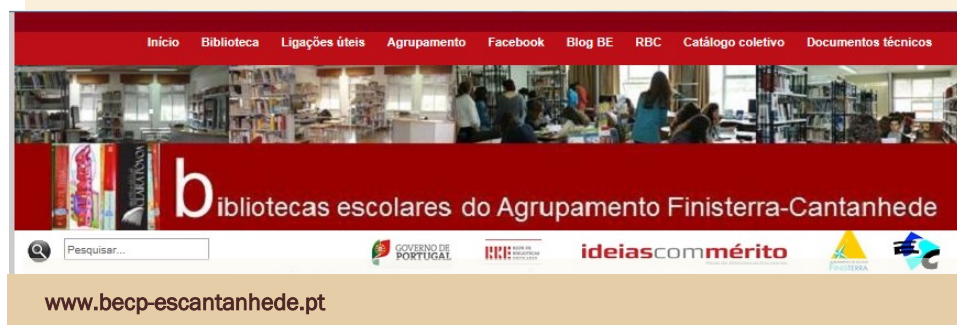 Início Biblioteca Ligações úteis Agrupamento Facebook Blog BE RBC Catálogo coletivo Documentos técnicos
bibliotecas escolares do Agrupamento Finisterra-Cantanhede
Pesquisar... GOVERNO DE PORTUGAL ideiascommérito FINISTERRA
www.becp-escantanhede.pt